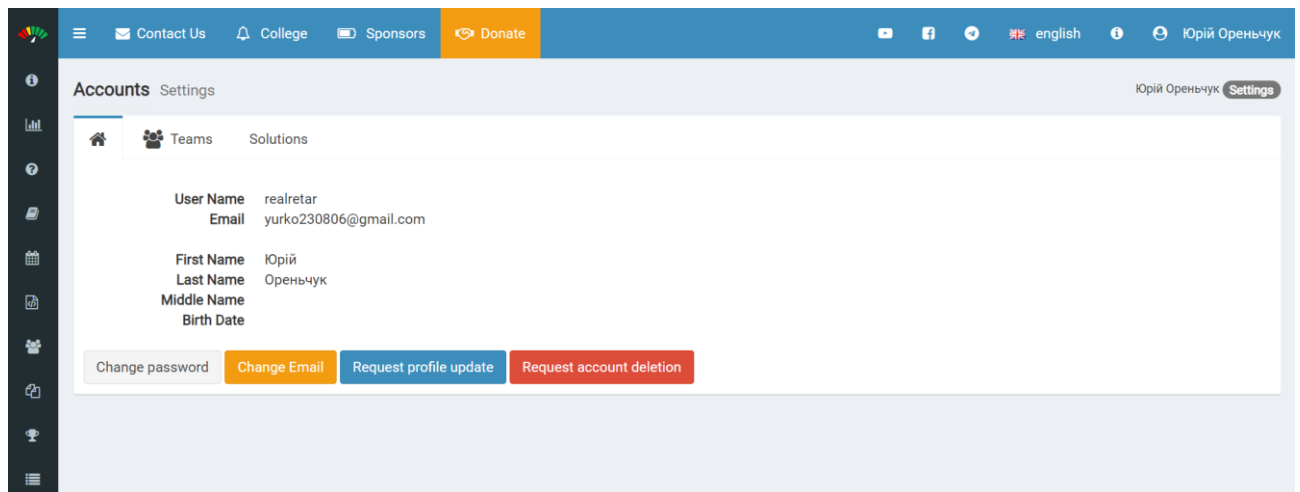 Contact Us College Sponsors Donate english Юрій Ореньчук
Accounts Settings Юрій Ореньчук Settings
Teams Solutions
User Name realretar
Email yurko230806@gmail.com
First Name Юрій
Last Name Ореньчук
Middle Name
Birth Date
Change password Change Email Request profile update Request account deletion